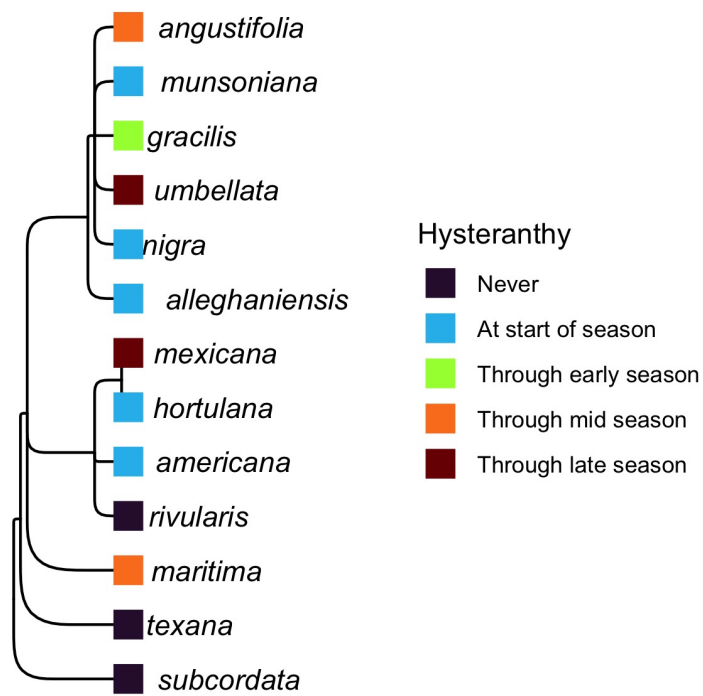 angustifolia
munsoniana
gracilis
umbellata
nigra
alleghaniensis
mexicana
hortulana
americana
rivularis
maritima
texana
subcordata
Hysteranthy
Never
At start of season
Through early season
Through mid season
Through late season